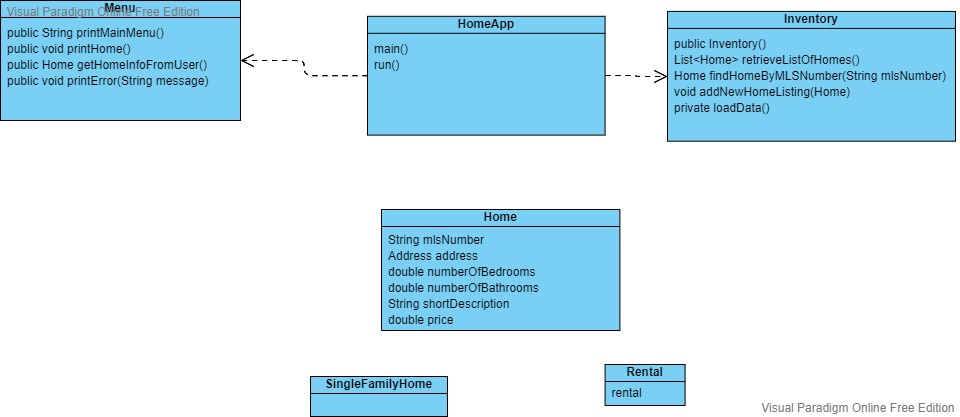 Menu
Visual Paradigm Online Free Edition
public String printMainMenu()
public void printHome()
public Home getHomeInfoFromUser()
public void printError(String message)
HomeApp
main()
run()
Inventory
public Inventory()
List<Home> retrieveListOfHomes()
Home findHomeByMLSNumber(String mlsNumber)
void addNewHomeListing(Home)
private loadData()
Home
String mlsNumber
Address address
double numberOfBedrooms
double numberOfBathrooms
String shortDescription
double price
SingleFamilyHome
Rental
rental
Visual Paradigm Online Free Edition